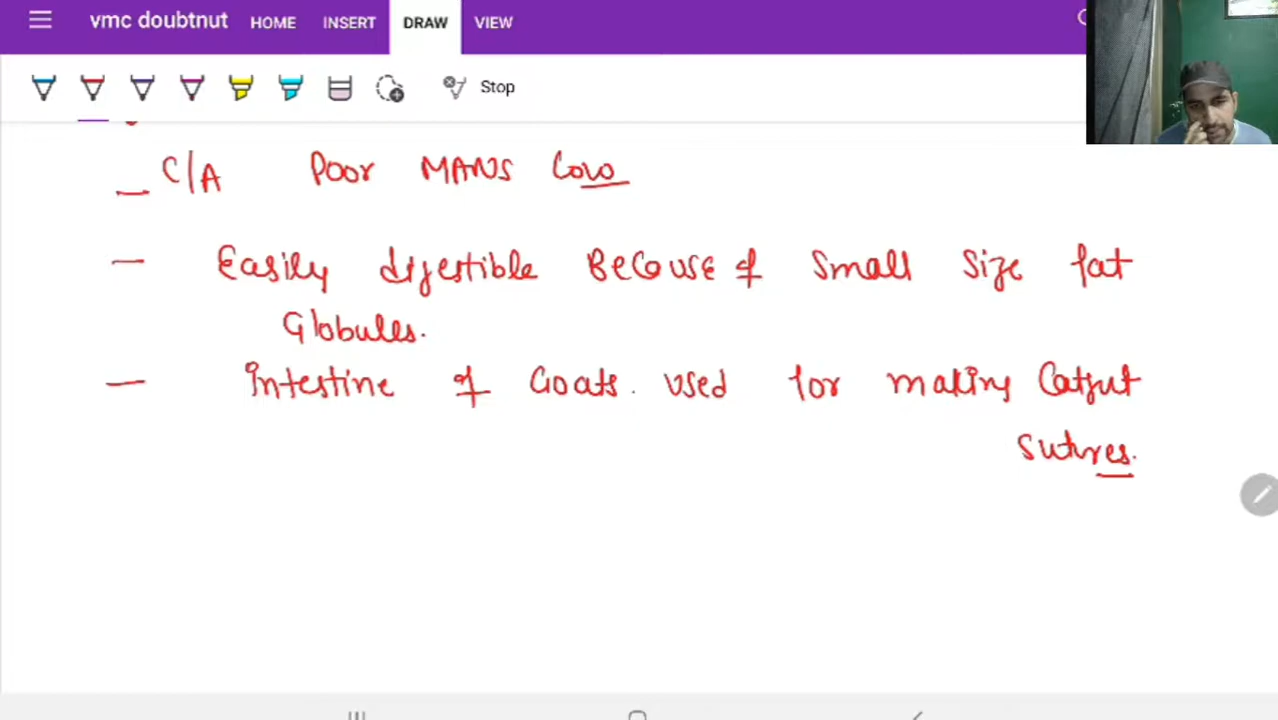 vmc doubtnut HOME INSERT DRAW VIEW
Stop
- C/A Poor MANS Cow
- Easily digestible Because of Small Size fat
Globules.
- Intestine of Goats. used for making Catgut
Sutures.